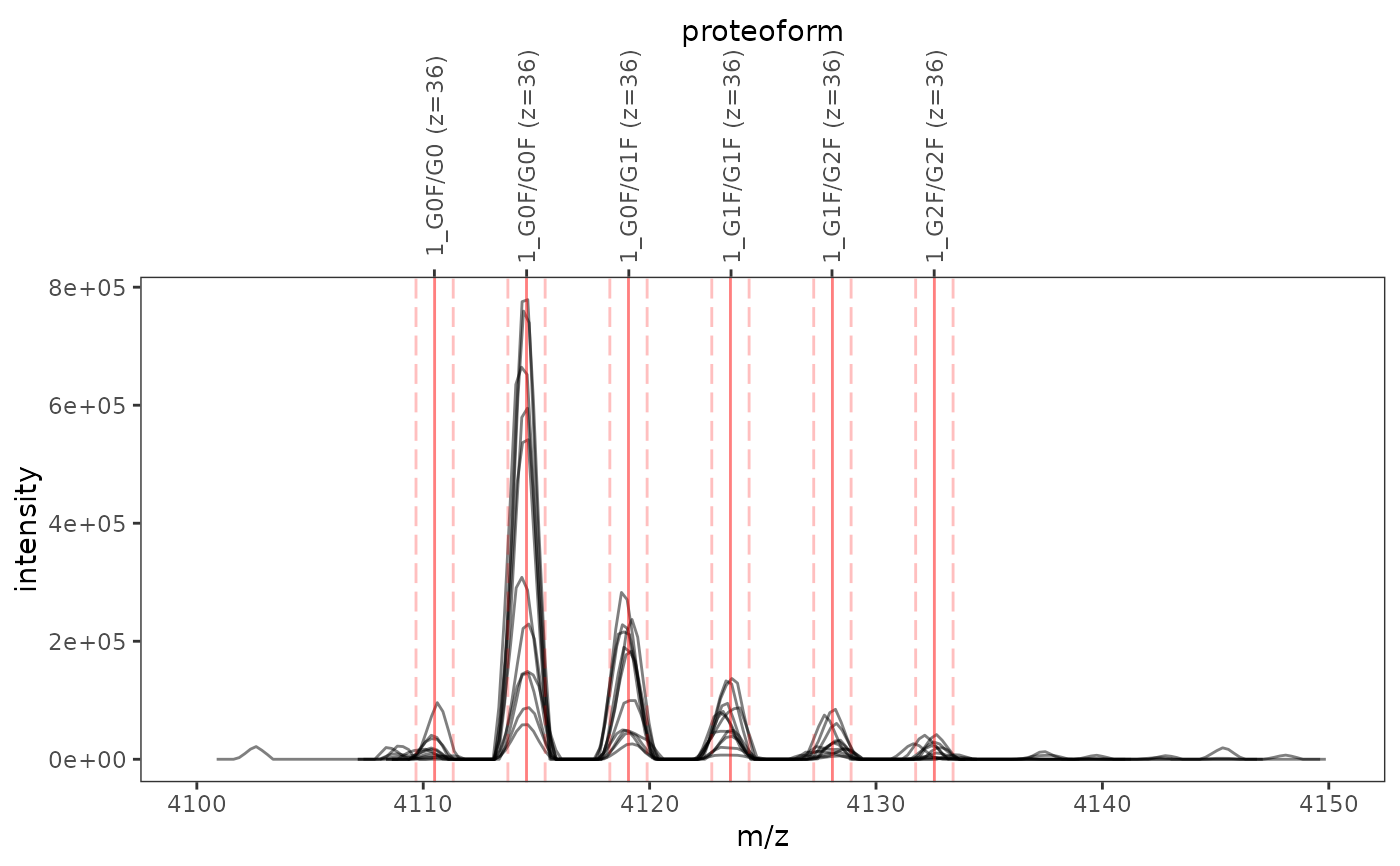 proteoform
1_G0F/G0 (z=36)
1_G0F/G0F (z=36)
1_G0F/G1F (z=36)
1_G1F/G1F (z=36)
1_G1F/G2F (z=36)
1_G2F/G2F (z=36)
8e+05
6e+05
4e+05
2e+05
0e+00
intensity
4100 4110 4120 4130 4140 4150
m/z